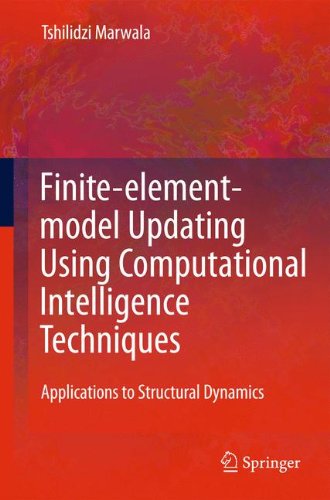 Tshilidzi Marwala
Finite-element-
model Updating
Using Computational
Intelligence
Techniques
Applications to Structural Dynamics
Springer